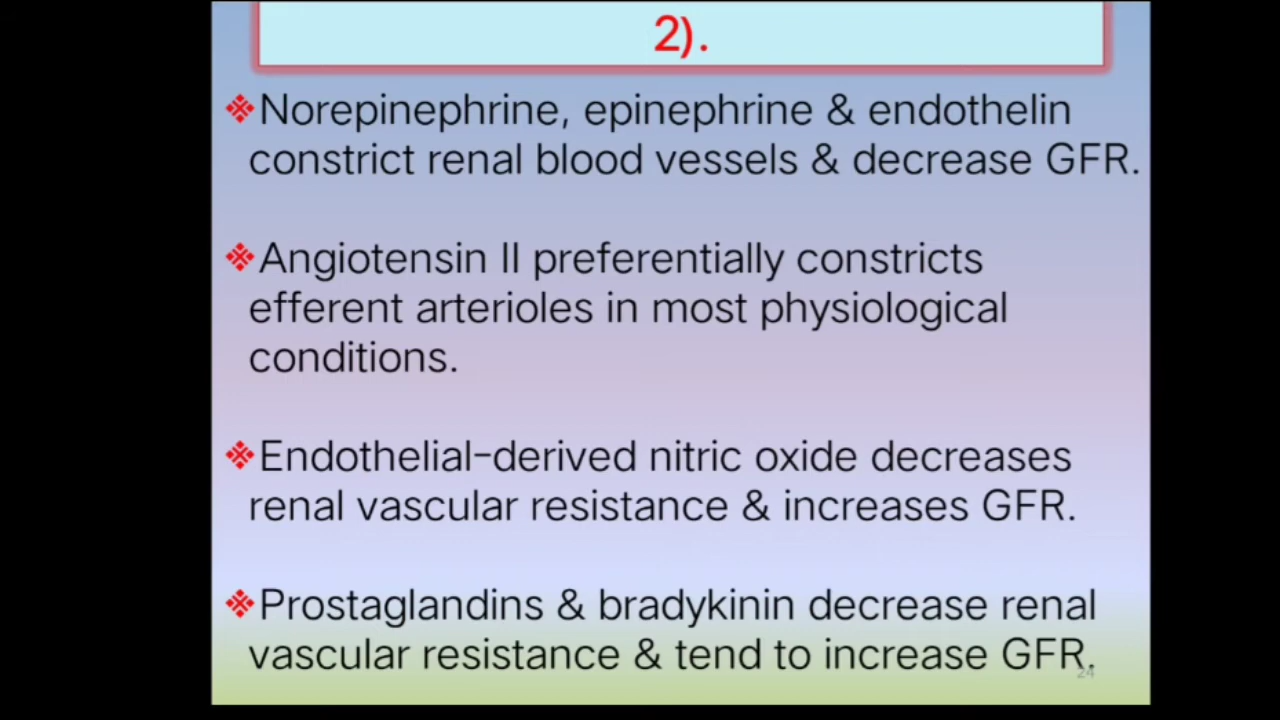 2).
❖Norepinephrine, epinephrine & endothelin
constrict renal blood vessels & decrease GFR.
❖Angiotensin II preferentially constricts
efferent arterioles in most physiological
conditions.
❖Endothelial-derived nitric oxide decreases
renal vascular resistance & increases GFR.
❖Prostaglandins & bradykinin decrease renal
vascular resistance & tend to increase GFR.
24